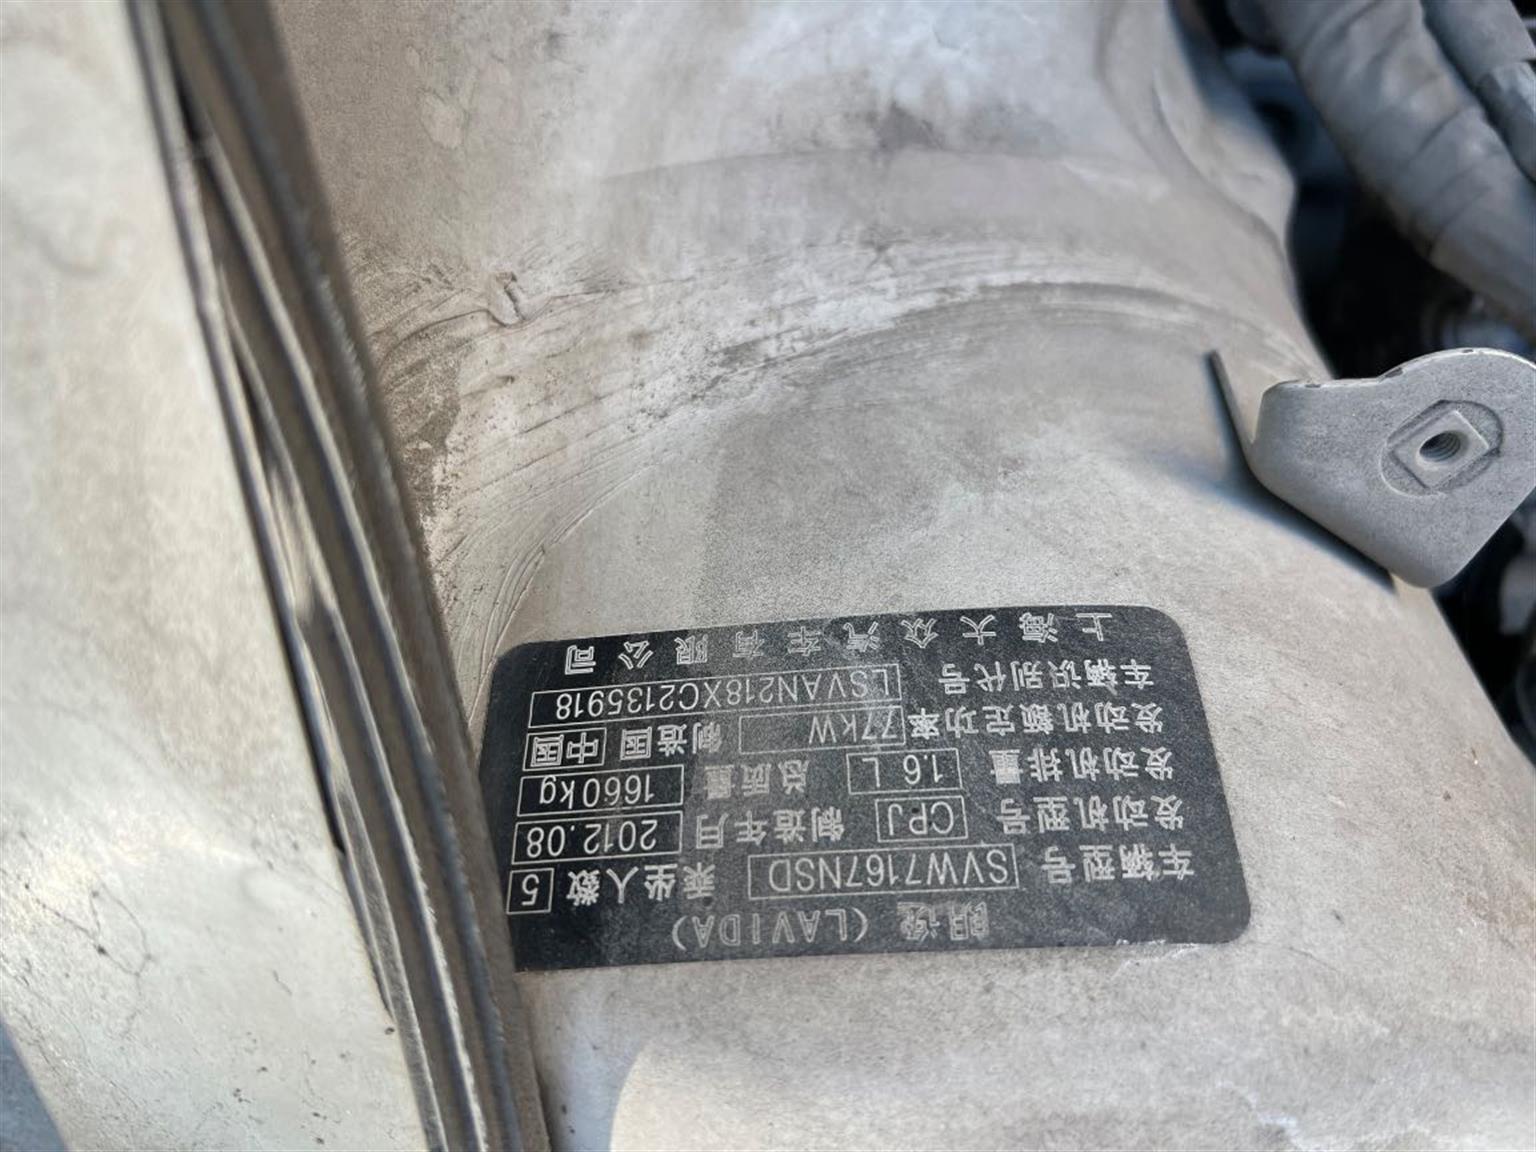 朗逸 (LAVIDA)
车辆型号 SVW7167NSD 乘坐人数 5
发动机型号 CPJ 制造年月 2012.08
发动机排量 1.6 L 总质量 1660kg
发动机额定功率 77kW 制造国 中国
车辆识别代号 LSVAN218XC2135918
上海大众汽车有限公司